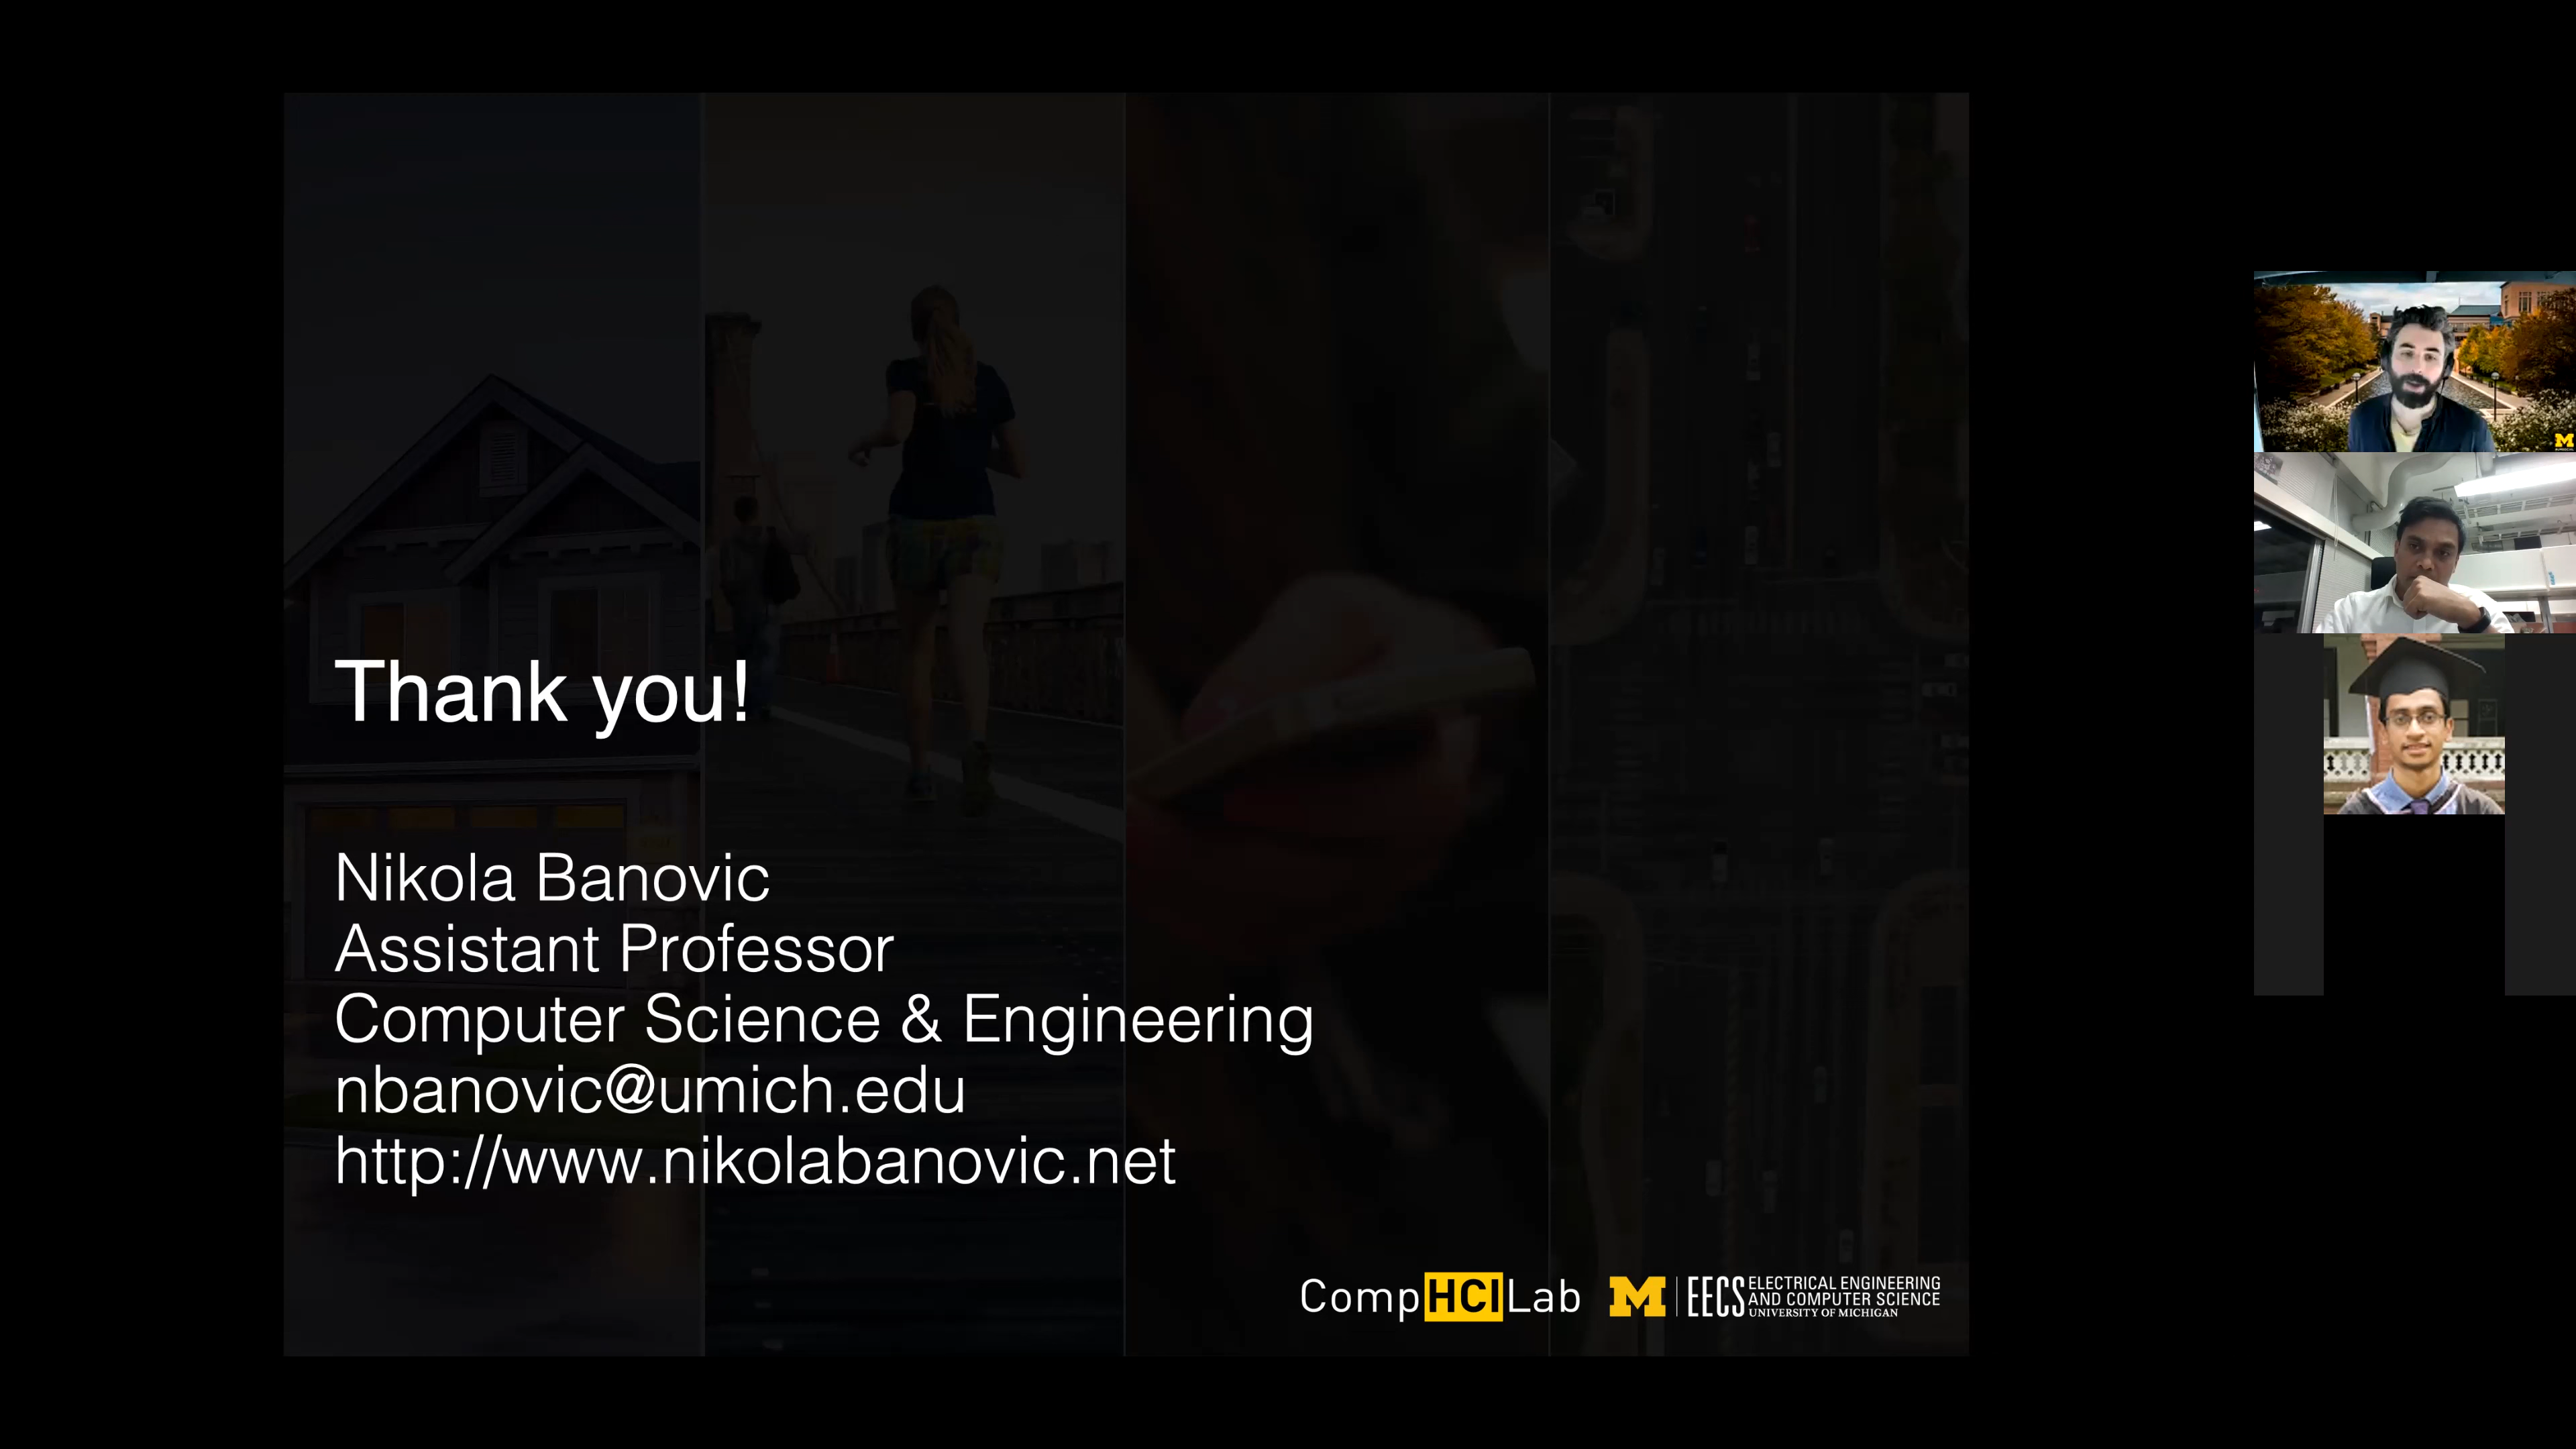 Thank you!
Nikola Banovic
Assistant Professor
Computer Science & Engineering
nbanovic@umich.edu
http://www.nikolabanovic.net
CompHCILab
M EECS ELECTRICAL ENGINEERING
AND COMPUTER SCIENCE
UNIVERSITY OF MICHIGAN
M